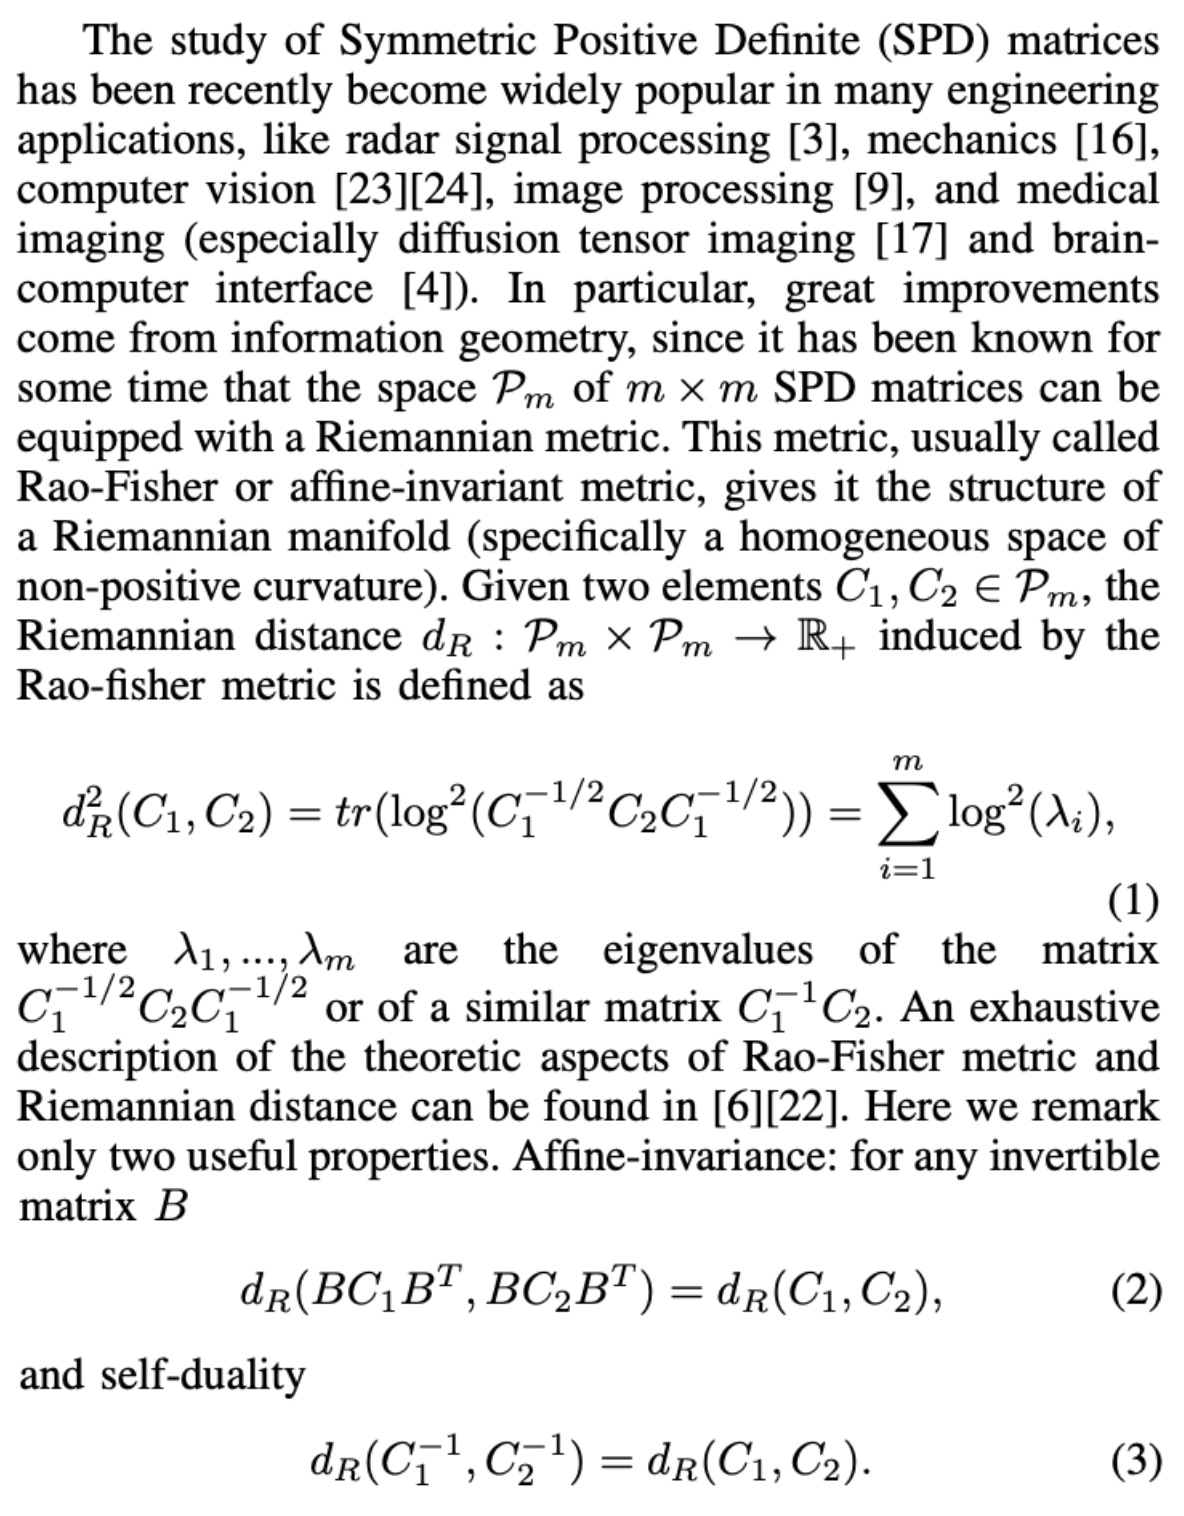 The study of Symmetric Positive Definite (SPD) matrices
has been recently become widely popular in many engineering
applications, like radar signal processing [3], mechanics [16],
computer vision [23][24], image processing [9], and medical
imaging (especially diffusion tensor imaging [17] and brain-
computer interface [4]). In particular, great improvements
come from information geometry, since it has been known for
some time that the space $\mathcal{P}_m$ of $m \times m$ SPD matrices can be
equipped with a Riemannian metric. This metric, usually called
Rao-Fisher or affine-invariant metric, gives it the structure of
a Riemannian manifold (specifically a homogeneous space of
non-positive curvature). Given two elements $C_1, C_2 \in \mathcal{P}_m$, the
Riemannian distance $d_R : \mathcal{P}_m \times \mathcal{P}_m \to \mathbb{R}_+$ induced by the
Rao-fisher metric is defined as
$d_R^2(C_1, C_2) = tr(\log^2(C_1^{-1/2} C_2 C_1^{-1/2})) = \sum_{i=1}^{m} \log^2(\lambda_i),$
(1)
where $\lambda_1, ..., \lambda_m$ are the eigenvalues of the matrix
$C_1^{-1/2} C_2 C_1^{-1/2}$ or of a similar matrix $C_1^{-1} C_2$. An exhaustive
description of the theoretic aspects of Rao-Fisher metric and
Riemannian distance can be found in [6][22]. Here we remark
only two useful properties. Affine-invariance: for any invertible
matrix $B$
$d_R(BC_1B^T, BC_2B^T) = d_R(C_1, C_2),$ (2)
and self-duality
$d_R(C_1^{-1}, C_2^{-1}) = d_R(C_1, C_2).$ (3)